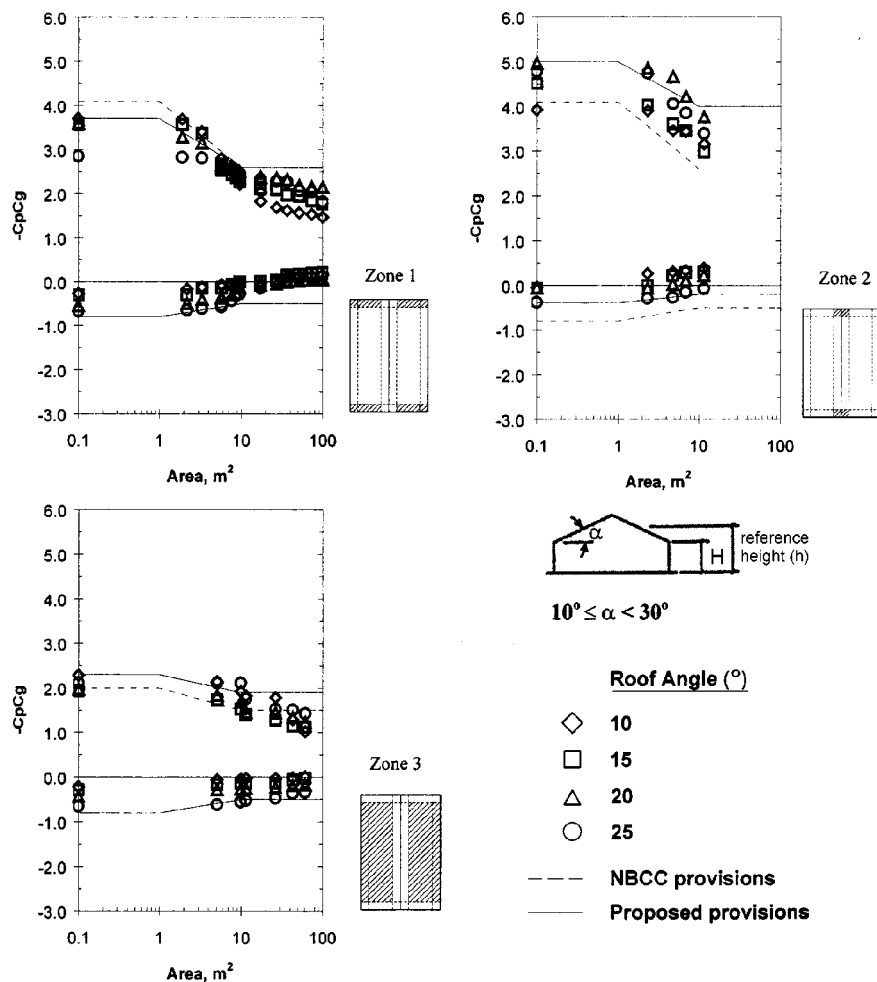 6.0
5.0
4.0
3.0
2.0
1.0
0.0
-1.0
-2.0
-3.0
-CpCg
0.1
1
10
100
Area, m²
Zone 1
6.0
5.0
4.0
3.0
2.0
1.0
0.0
-1.0
-2.0
-3.0
-CpCg
0.1
1
10
100
Area, m²
Zone 2
6.0
5.0
4.0
3.0
2.0
1.0
0.0
-1.0
-2.0
-3.0
-CpCg
0.1
1
10
100
Area, m²
Zone 3
α
H
reference
height (h)
10° ≤ α < 30°
Roof Angle (°)
10
15
20
25
NBCC provisions
Proposed provisions